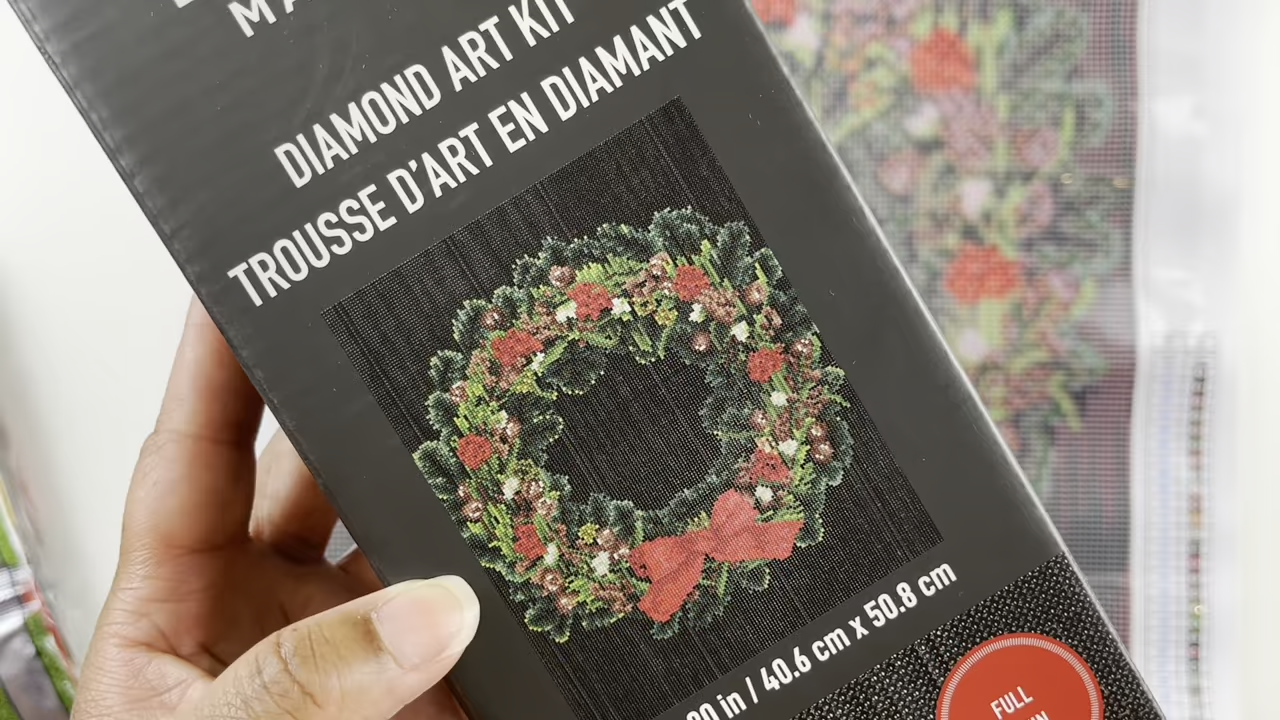 DIAMOND ART KIT
TROUSSE D'ART EN DIAMANT
in / 40.6 cm x 50.8 cm
FULL